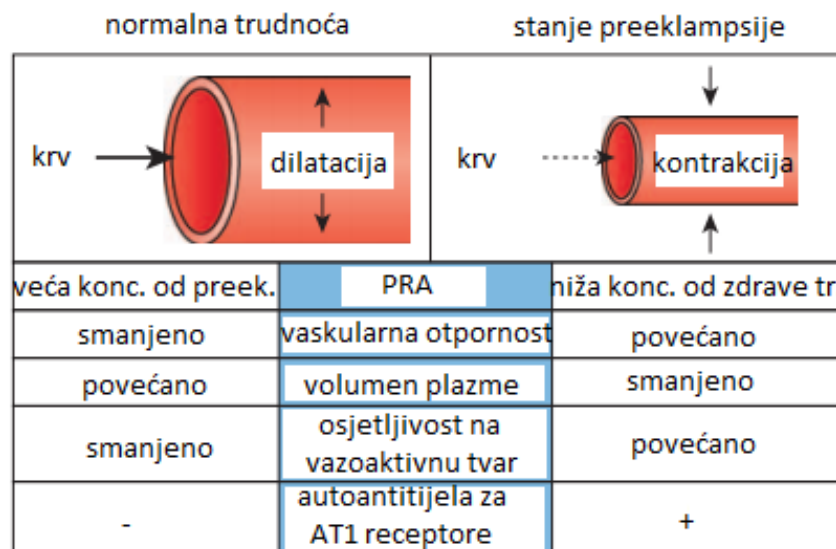 normalna trudnoća
stanje preeklampsije
krv
dilatacija
krv
kontrakcija
veća konc. od preek.
PRA
niža konc. od zdrave tr
smanjeno
vaskularna otpornost
povećano
povećano
volumen plazme
smanjeno
smanjeno
osjetljivost na
vazoaktivnu tvar
povećano
-
autoantitijela za
AT1 receptore
+